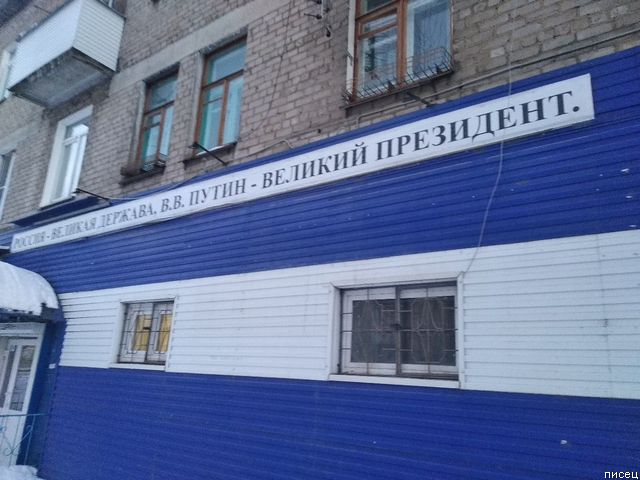 РОССИЯ - ВЕЛИКАЯ ДЕРЖАВА, В.В. ПУТИН - ВЕЛИКИЙ ПРЕЗИДЕНТ.
писец